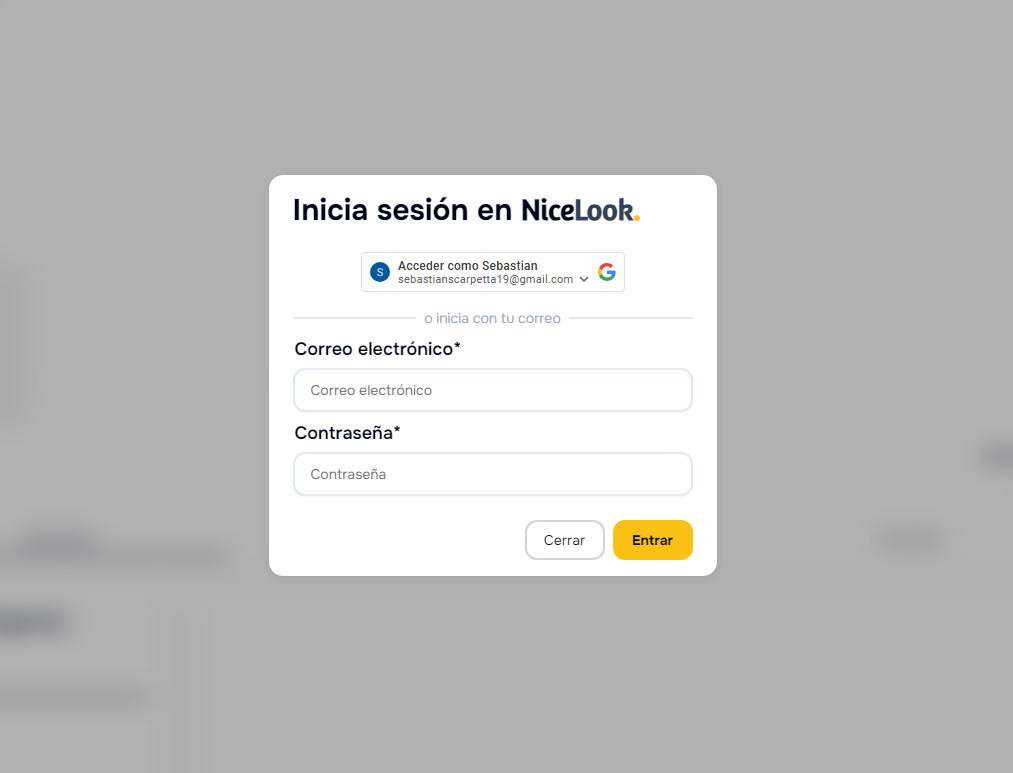 Inicia sesión en NiceLook.
S
Acceder como Sebastian
sebastianscarpetta19@gmail.com
o inicia con tu correo
Correo electrónico*
Correo electrónico
Contraseña*
Contraseña
Cerrar
Entrar